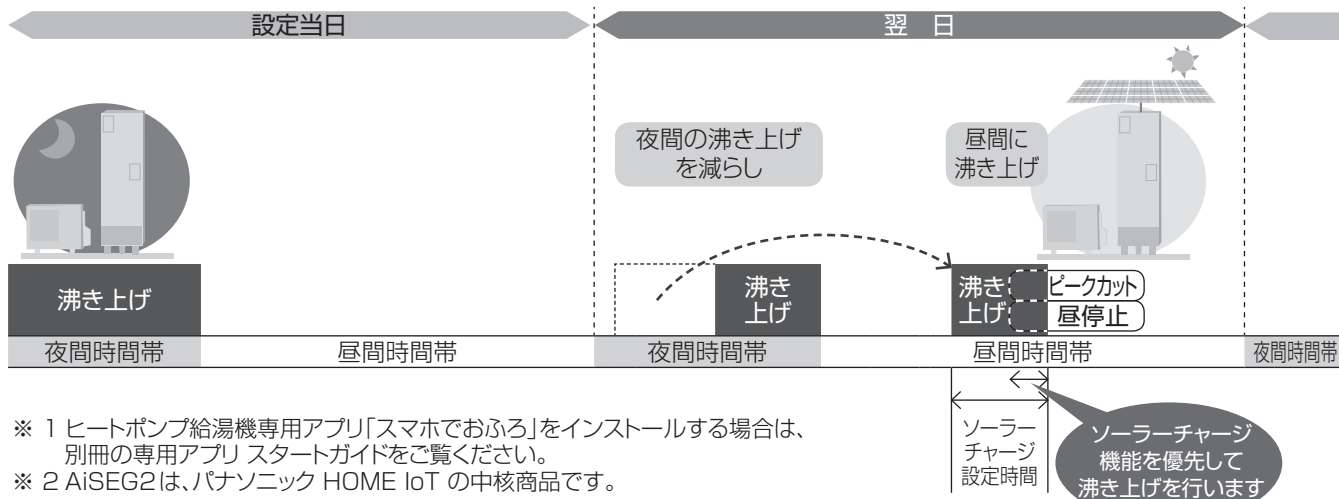 設定当日
翌 日
夜間の沸き上げ
を減らし
昼間に
沸き上げ
沸き上げ
沸き
上げ
沸き
上げ
ピークカット
昼停止
夜間時間帯
昼間時間帯
夜間時間帯
昼間時間帯
夜間時間帯
ソーラー
チャージ
設定時間
ソーラーチャージ
機能を優先して
沸き上げを行います
※ 1 ヒートポンプ給湯機専用アプリ「スマホでおふろ」をインストールする場合は、
別冊の専用アプリ スタートガイドをご覧ください。
※ 2 AiSEG2は、パナソニック HOME IoT の中核商品です。